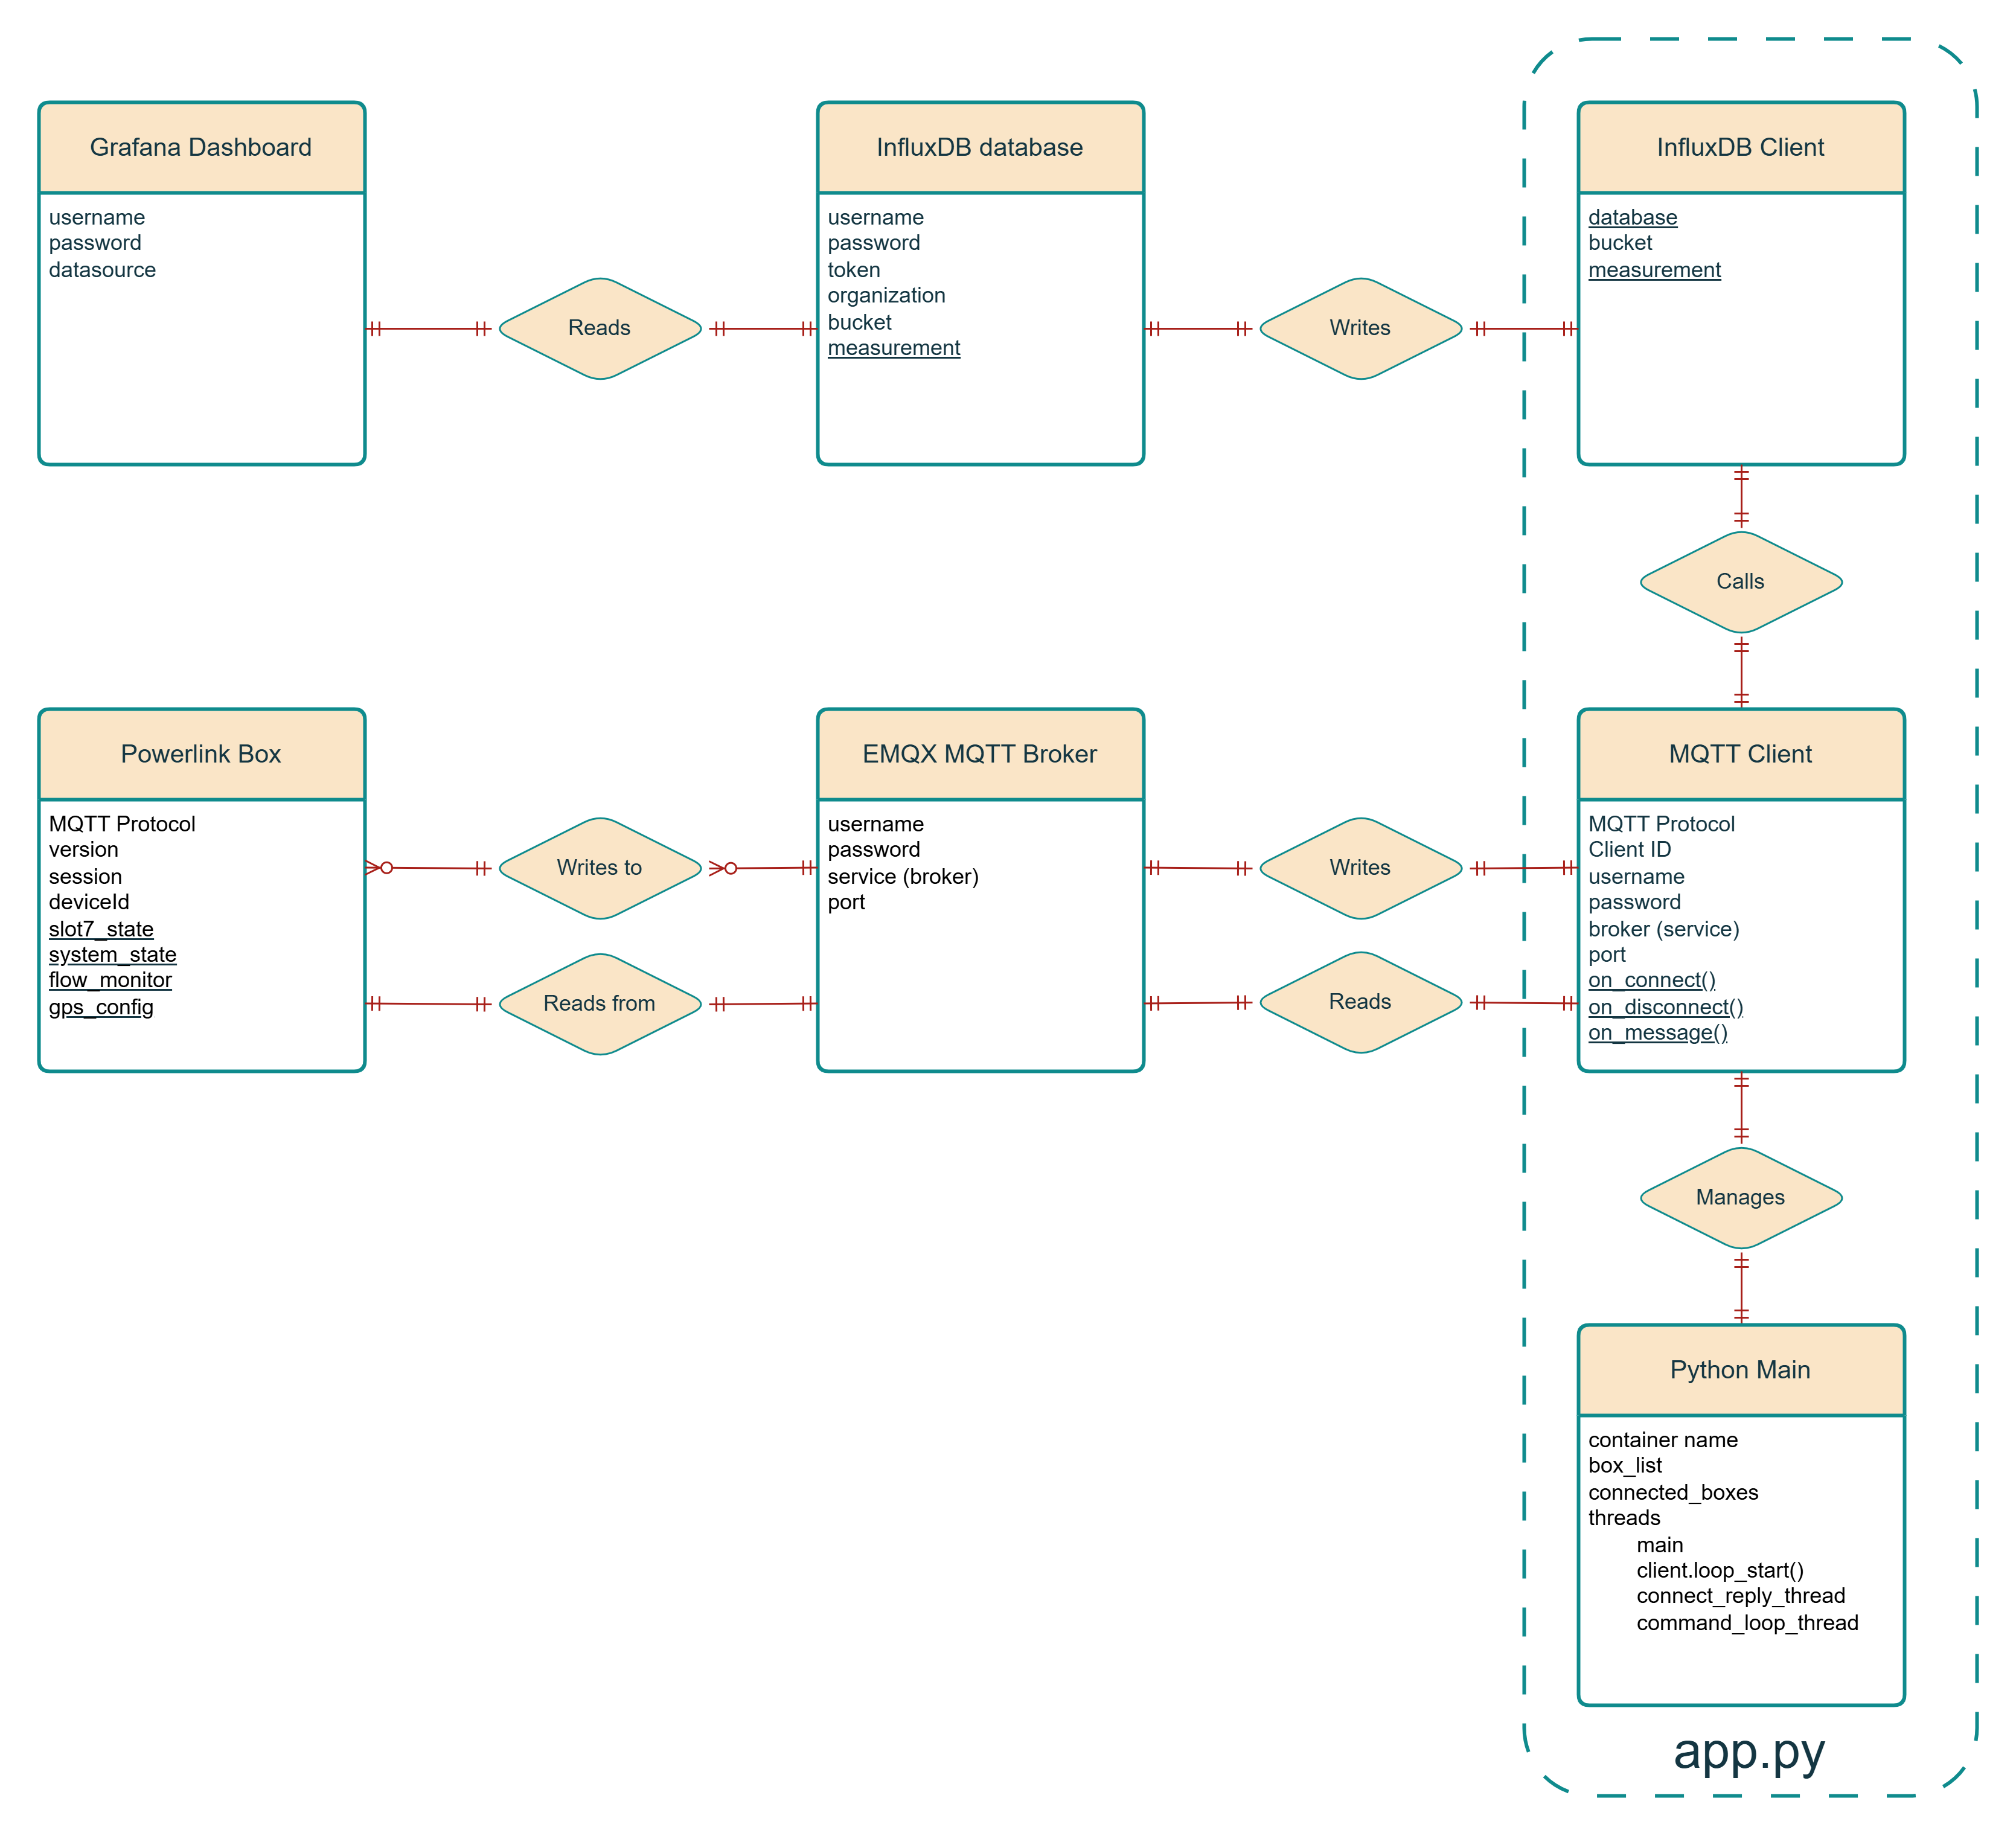 Grafana Dashboard
username
password
datasource
Reads
InfluxDB database
username
password
token
organization
bucket
measurement
Writes
InfluxDB Client
database
bucket
measurement
Calls
Powerlink Box
MQTT Protocol
version
session
deviceId
slot7_state
system_state
flow_monitor
gps_config
Writes to
Reads from
EMQX MQTT Broker
username
password
service (broker)
port
Writes
Reads
MQTT Client
MQTT Protocol
Client ID
username
password
broker (service)
port
on_connect()
on_disconnect()
on_message()
Manages
Python Main
container name
box_list
connected_boxes
threads
main
client.loop_start()
connect_reply_thread
command_loop_thread
app.py